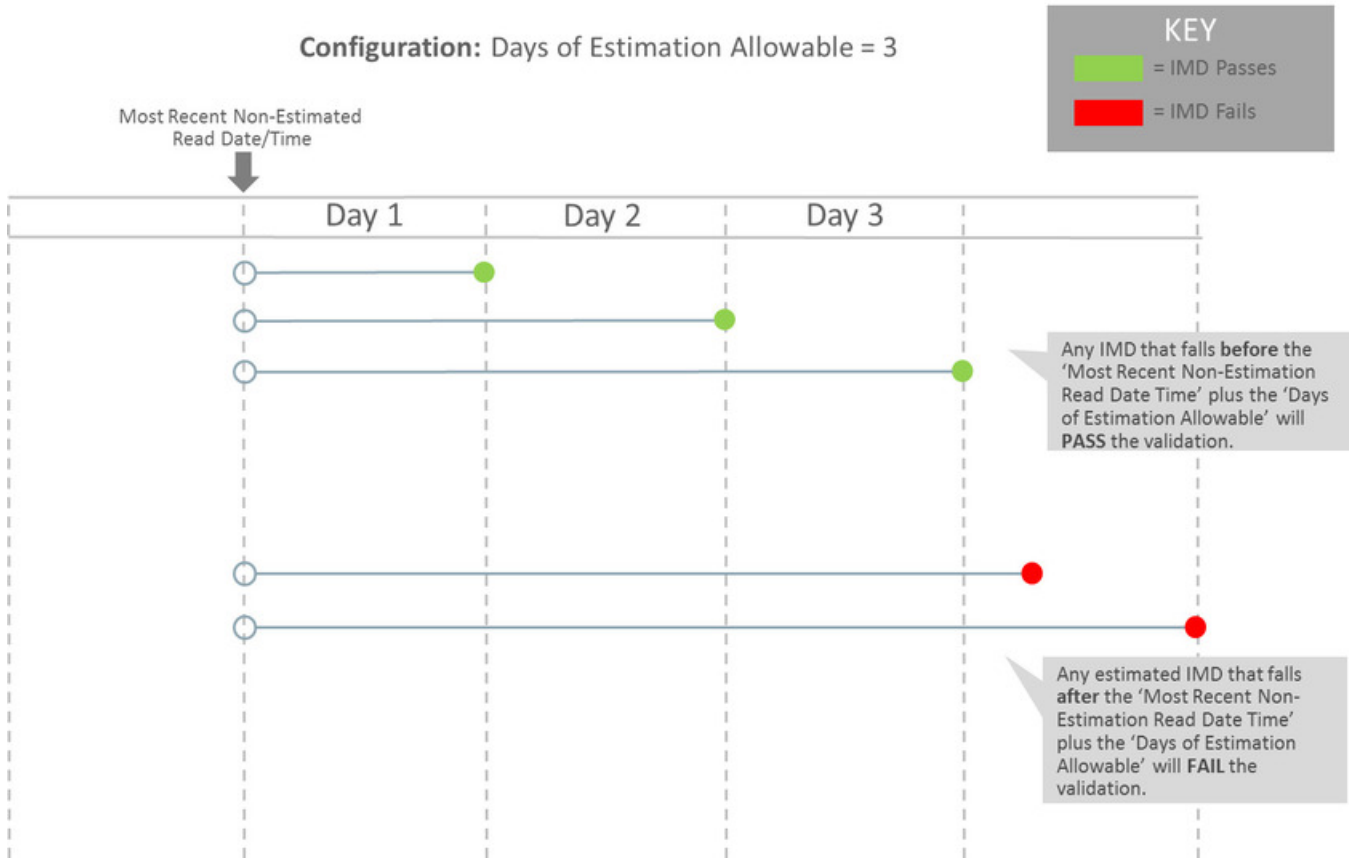 Configuration: Days of Estimation Allowable = 3
KEY
= IMD Passes
= IMD Fails
Most Recent Non-Estimated
Read Date/Time
Day 1
Day 2
Day 3
Any IMD that falls before the
‘Most Recent Non-Estimation
Read Date Time’ plus the ‘Days
of Estimation Allowable’ will
PASS the validation.
Any estimated IMD that falls
after the ‘Most Recent Non-
Estimation Read Date Time’
plus the ‘Days of Estimation
Allowable’ will FAIL the
validation.